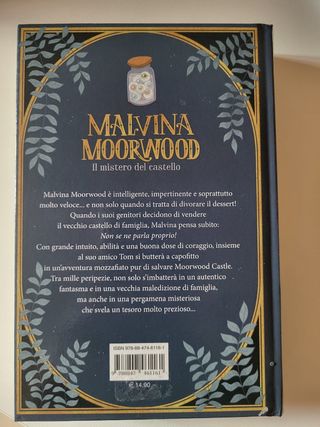 MALVINA
MOORWOOD
Il mistero del castello
Malvina Moorwood è intelligente, impertinente e soprattutto
molto veloce... e non solo quando si tratta di divorare il dessert!
Quando i suoi genitori decidono di vendere
il vecchio castello di famiglia, Malvina pensa subito:
Non se ne parla proprio!
Con grande intuito, abilità e una buona dose di coraggio, insieme
al suo amico Tom si butterà a capofitto
in un'avventura mozzafiato pur di salvare Moorwood Castle.
Tra mille peripezie, non solo s'imbatterà in un autentico
fantasma e in una vecchia maledizione di famiglia,
ma anche in una pergamena misteriosa
che svela un tesoro molto prezioso...
€ 14,90